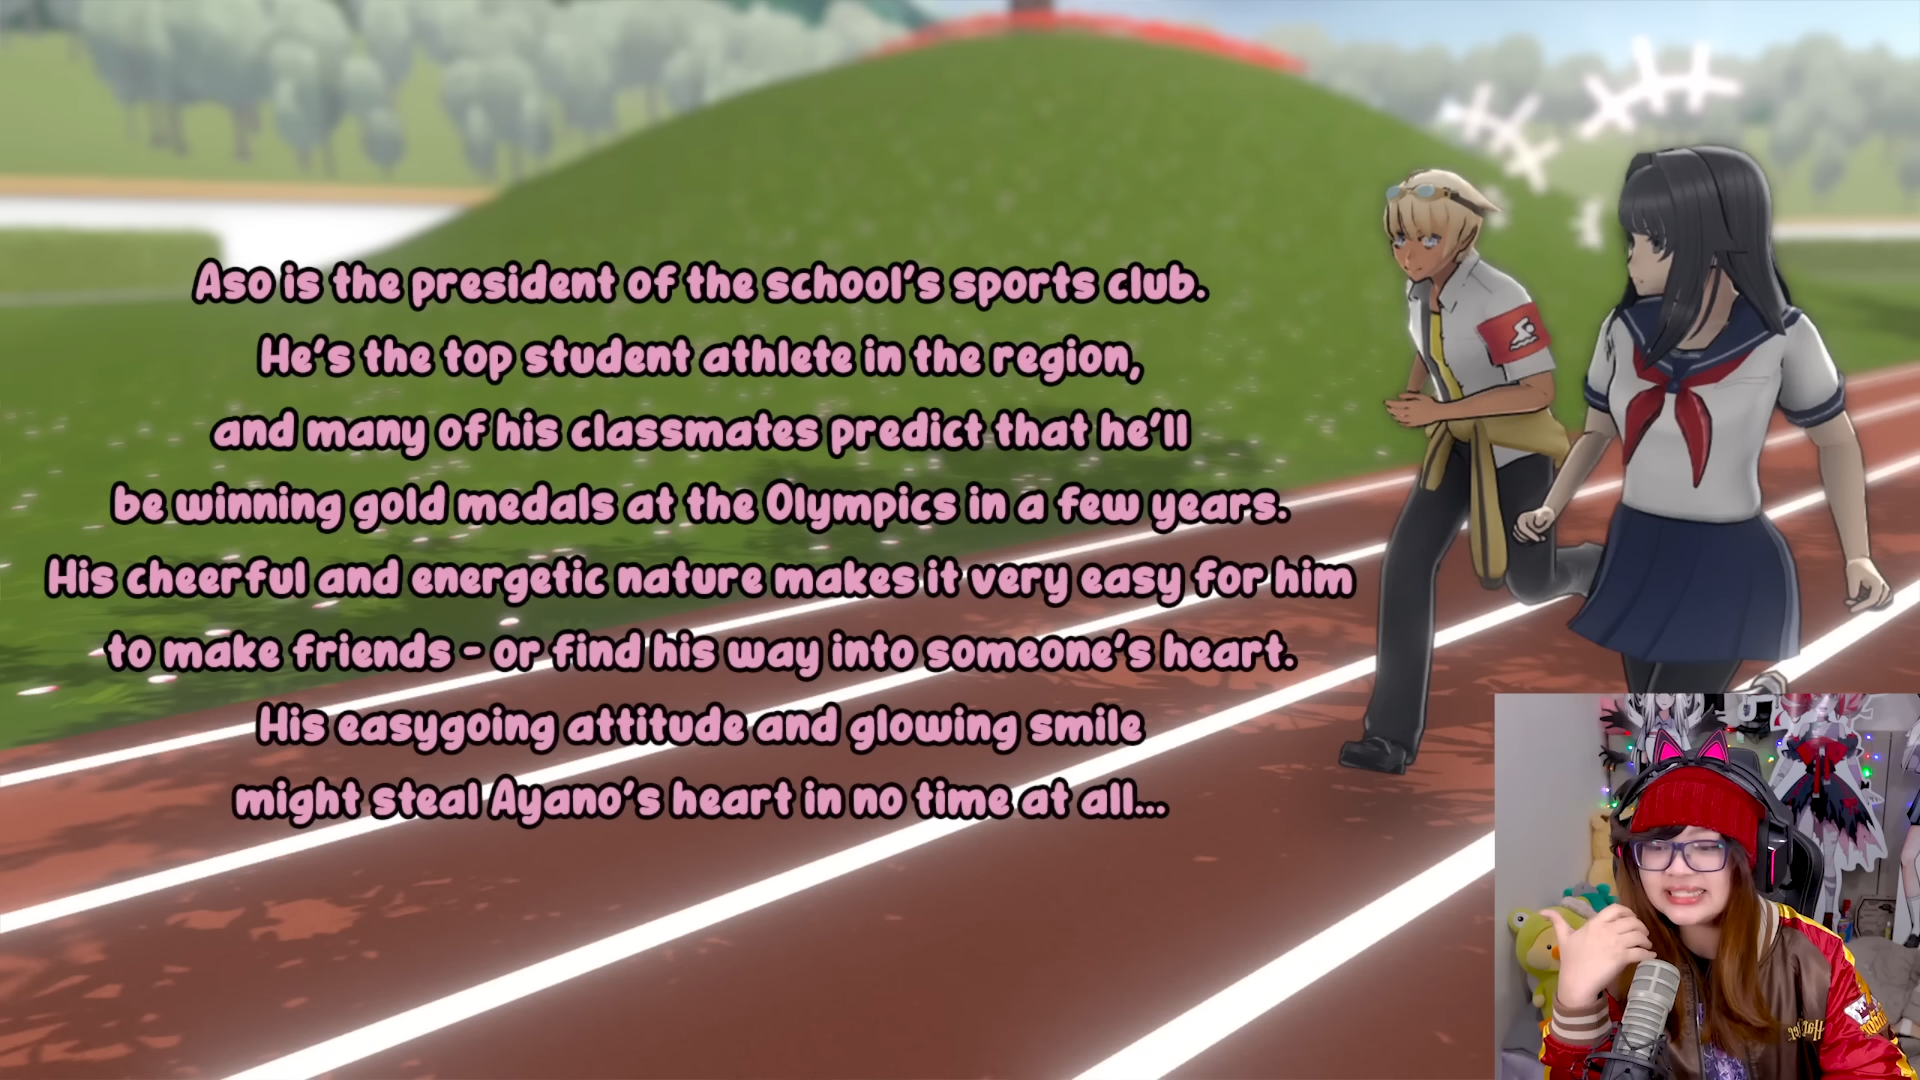 Aso is the president of the school's sports club.
He's the top student athlete in the region,
and many of his classmates predict that he'll
be winning gold medals at the Olympics in a few years.
His cheerful and energetic nature makes it very easy for him
to make friends - or find his way into someone's heart.
His easygoing attitude and glowing smile
might steal Ayano's heart in no time at all...